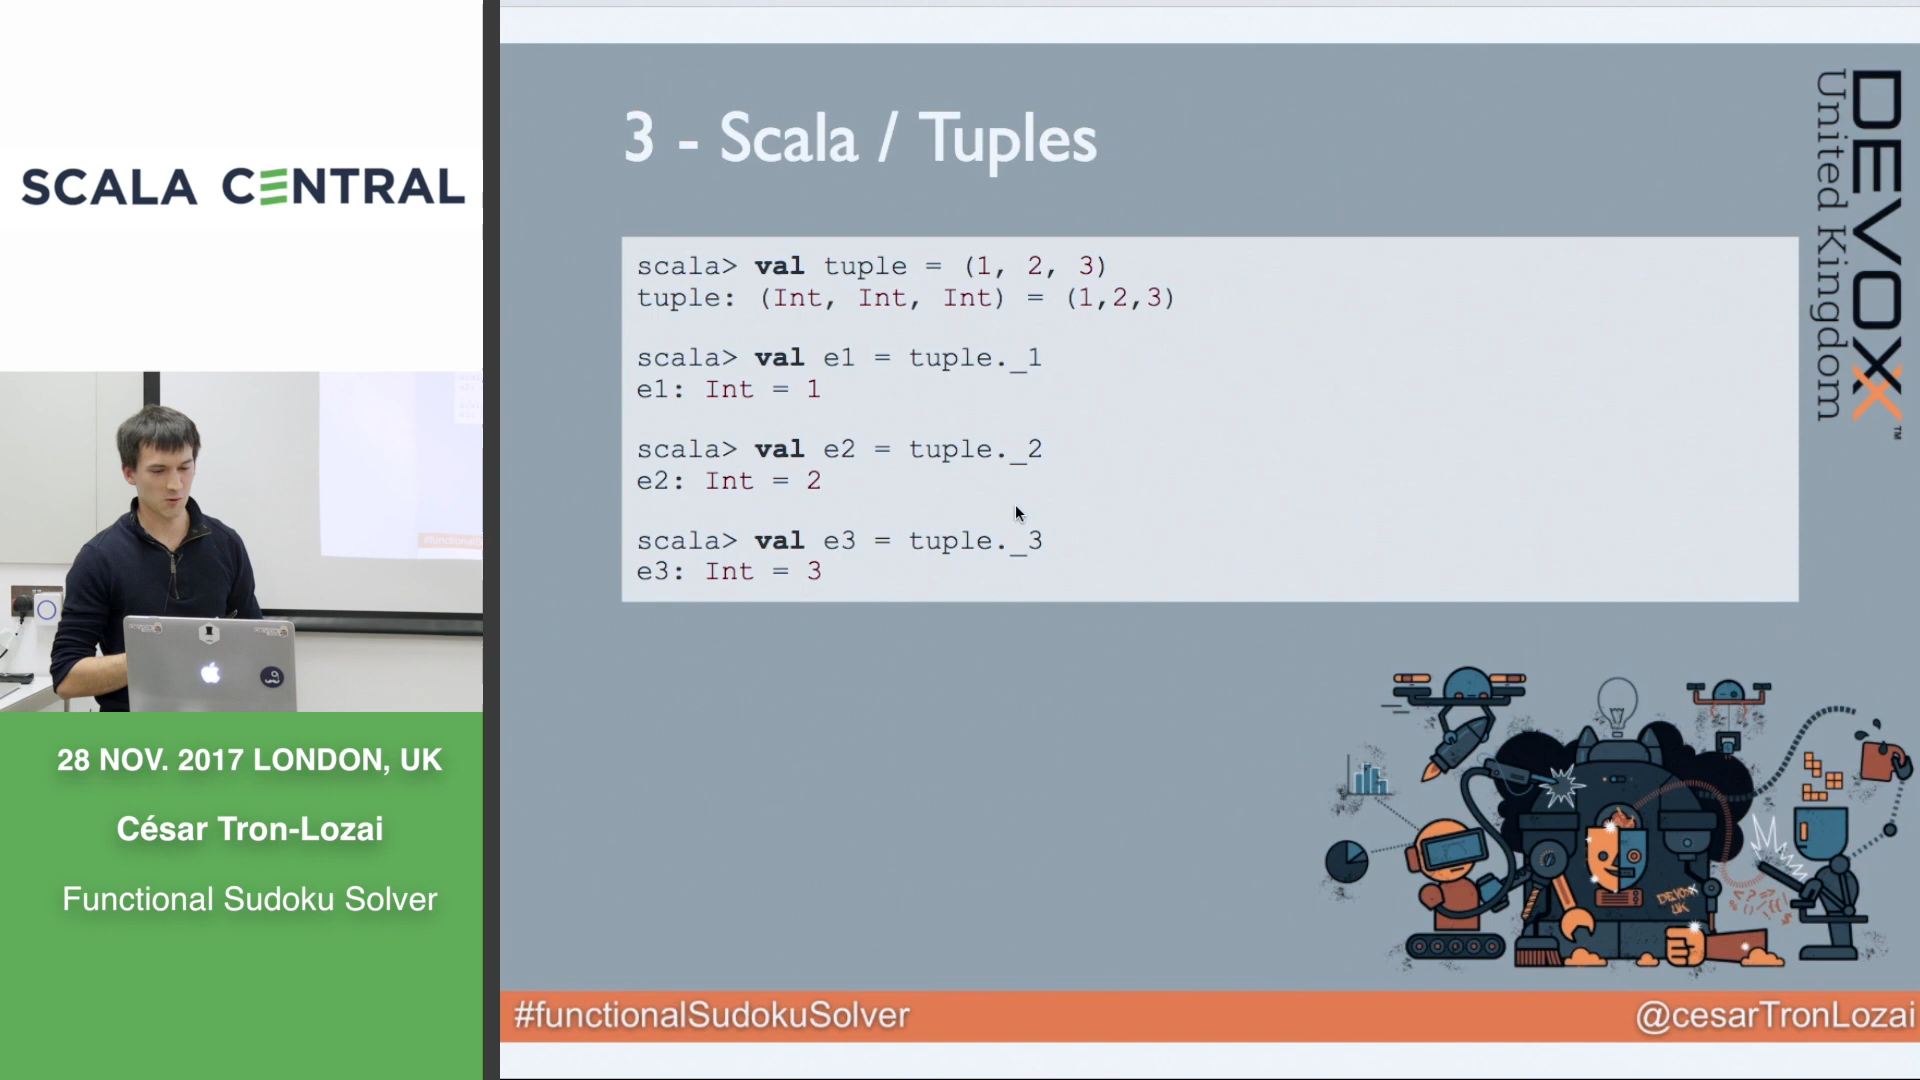 SCALA CENTRAL
28 NOV. 2017 LONDON, UK
César Tron-Lozai
Functional Sudoku Solver
3 - Scala / Tuples
scala> val tuple = (1, 2, 3)
tuple: (Int, Int, Int) = (1,2,3)
scala> val e1 = tuple._1
e1: Int = 1
scala> val e2 = tuple._2
e2: Int = 2
scala> val e3 = tuple._3
e3: Int = 3
DEVOXX™
United Kingdom
DEVOXX
UK
#functionalSudokuSolver
@cesarTronLozai